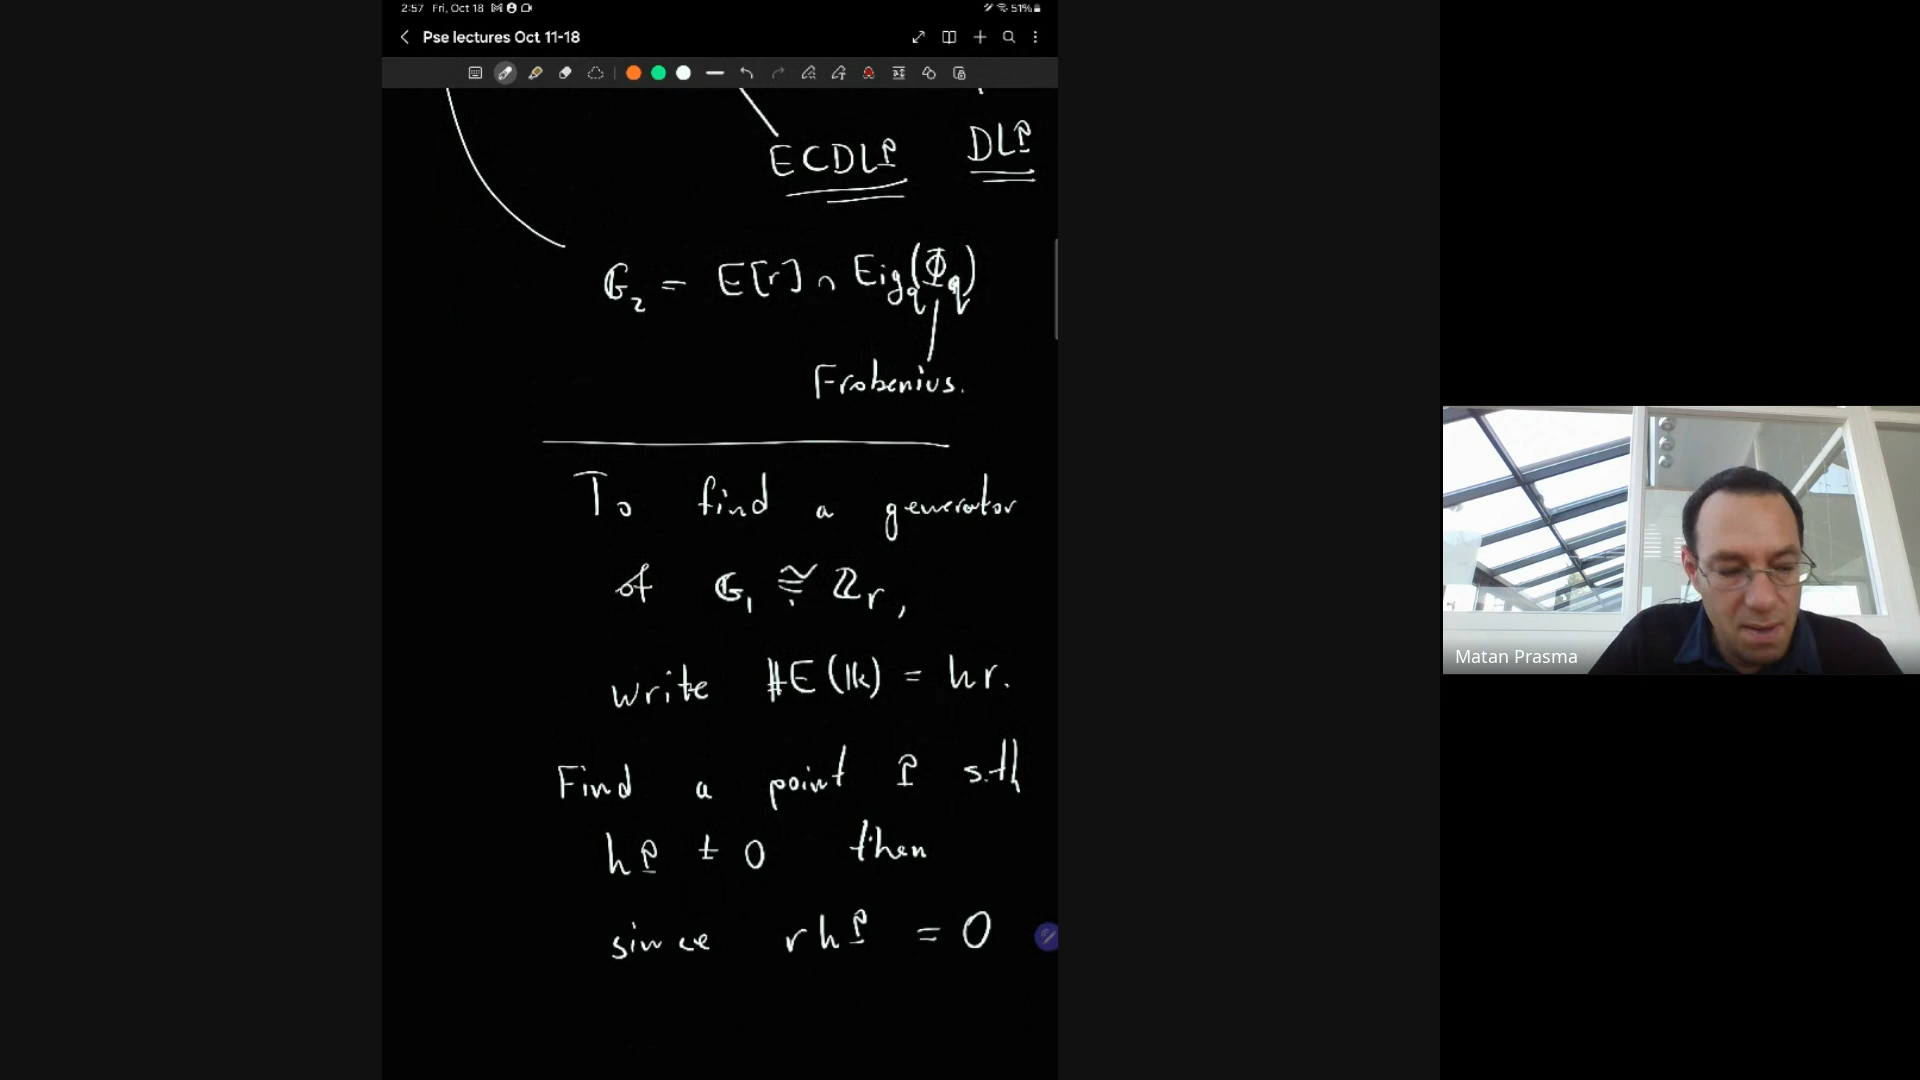 2:57 Fri, Oct 18
51%
Pse lectures Oct 11-18
ECDLP DLP
𝔾₂ = E[r] ∩ Eig_q(Φ_q)
Frobenius.
To find a generator
of 𝔾₁ ≅ ℤ_r,
write #E(𝕜) = hr.
Find a point P s.th
hP ≠ 0 then
since rhP = 0
Matan Prasma